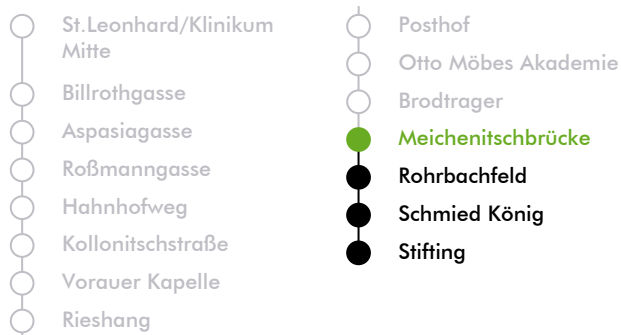 St.Leonhard/Klinikum
Mitte
Billrothgasse
Aspasiagasse
Roßmanngasse
Hahnhofweg
Kollonitschstraße
Vorauer Kapelle
Rieshang
Posthof
Otto Möbes Akademie
Brodtrager
Meichenitschbrücke
Rohrbachfeld
Schmied König
Stifting